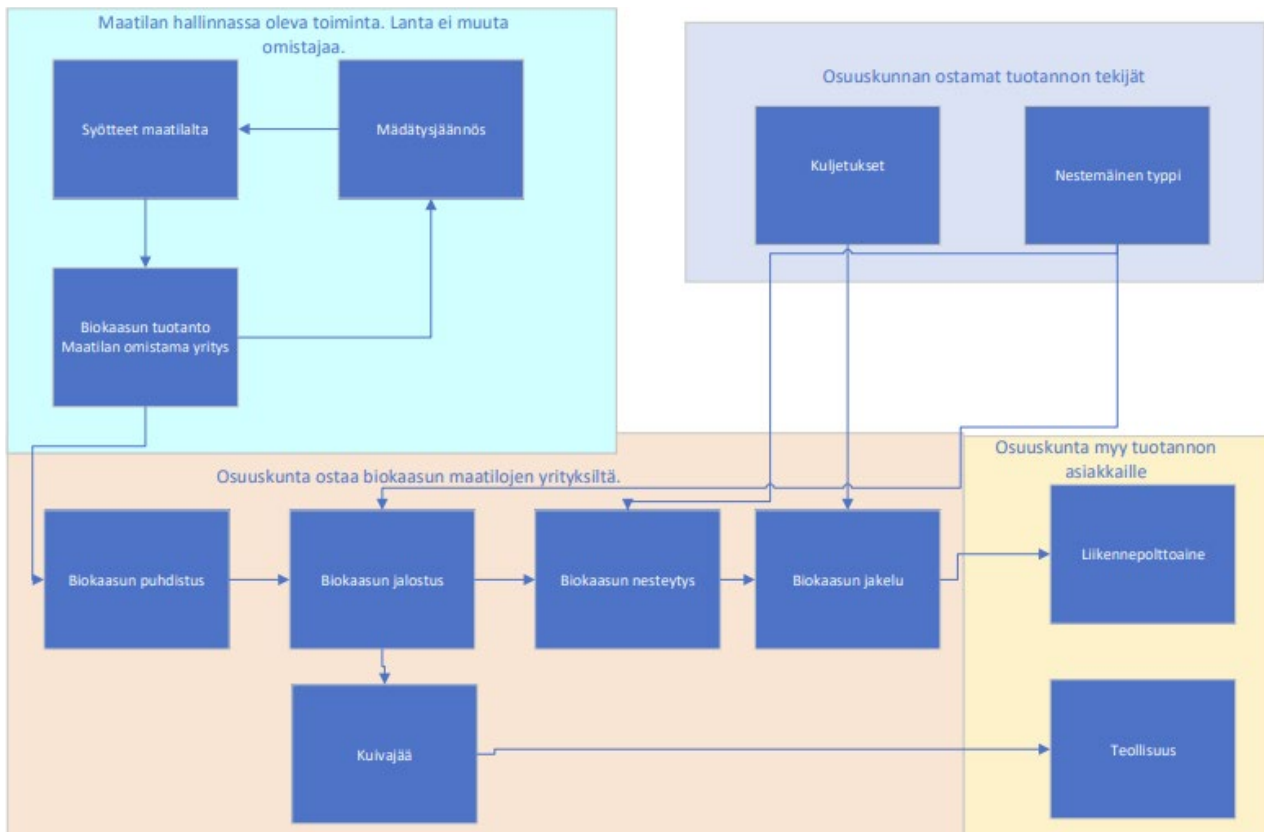 Maatilan hallinnassa oleva toiminta. Lanta ei muuta
omistajaa.
Syötteet maatilalta
Mädätysjäännös
Biokaasun tuotanto
Maatilan omistama yritys
Osuuskunnan ostamat tuotannon tekijät
Kuljetukset
Nestemäinen typpi
Osuuskunta ostaa biokaasun maatilojen yrityksiltä.
Biokaasun puhdistus
Biokaasun jalostus
Biokaasun nesteytys
Biokaasun jakelu
Kuivajää
Osuuskunta myy tuotannon
asiakkaille
Liikennepolttoaine
Teollisuus